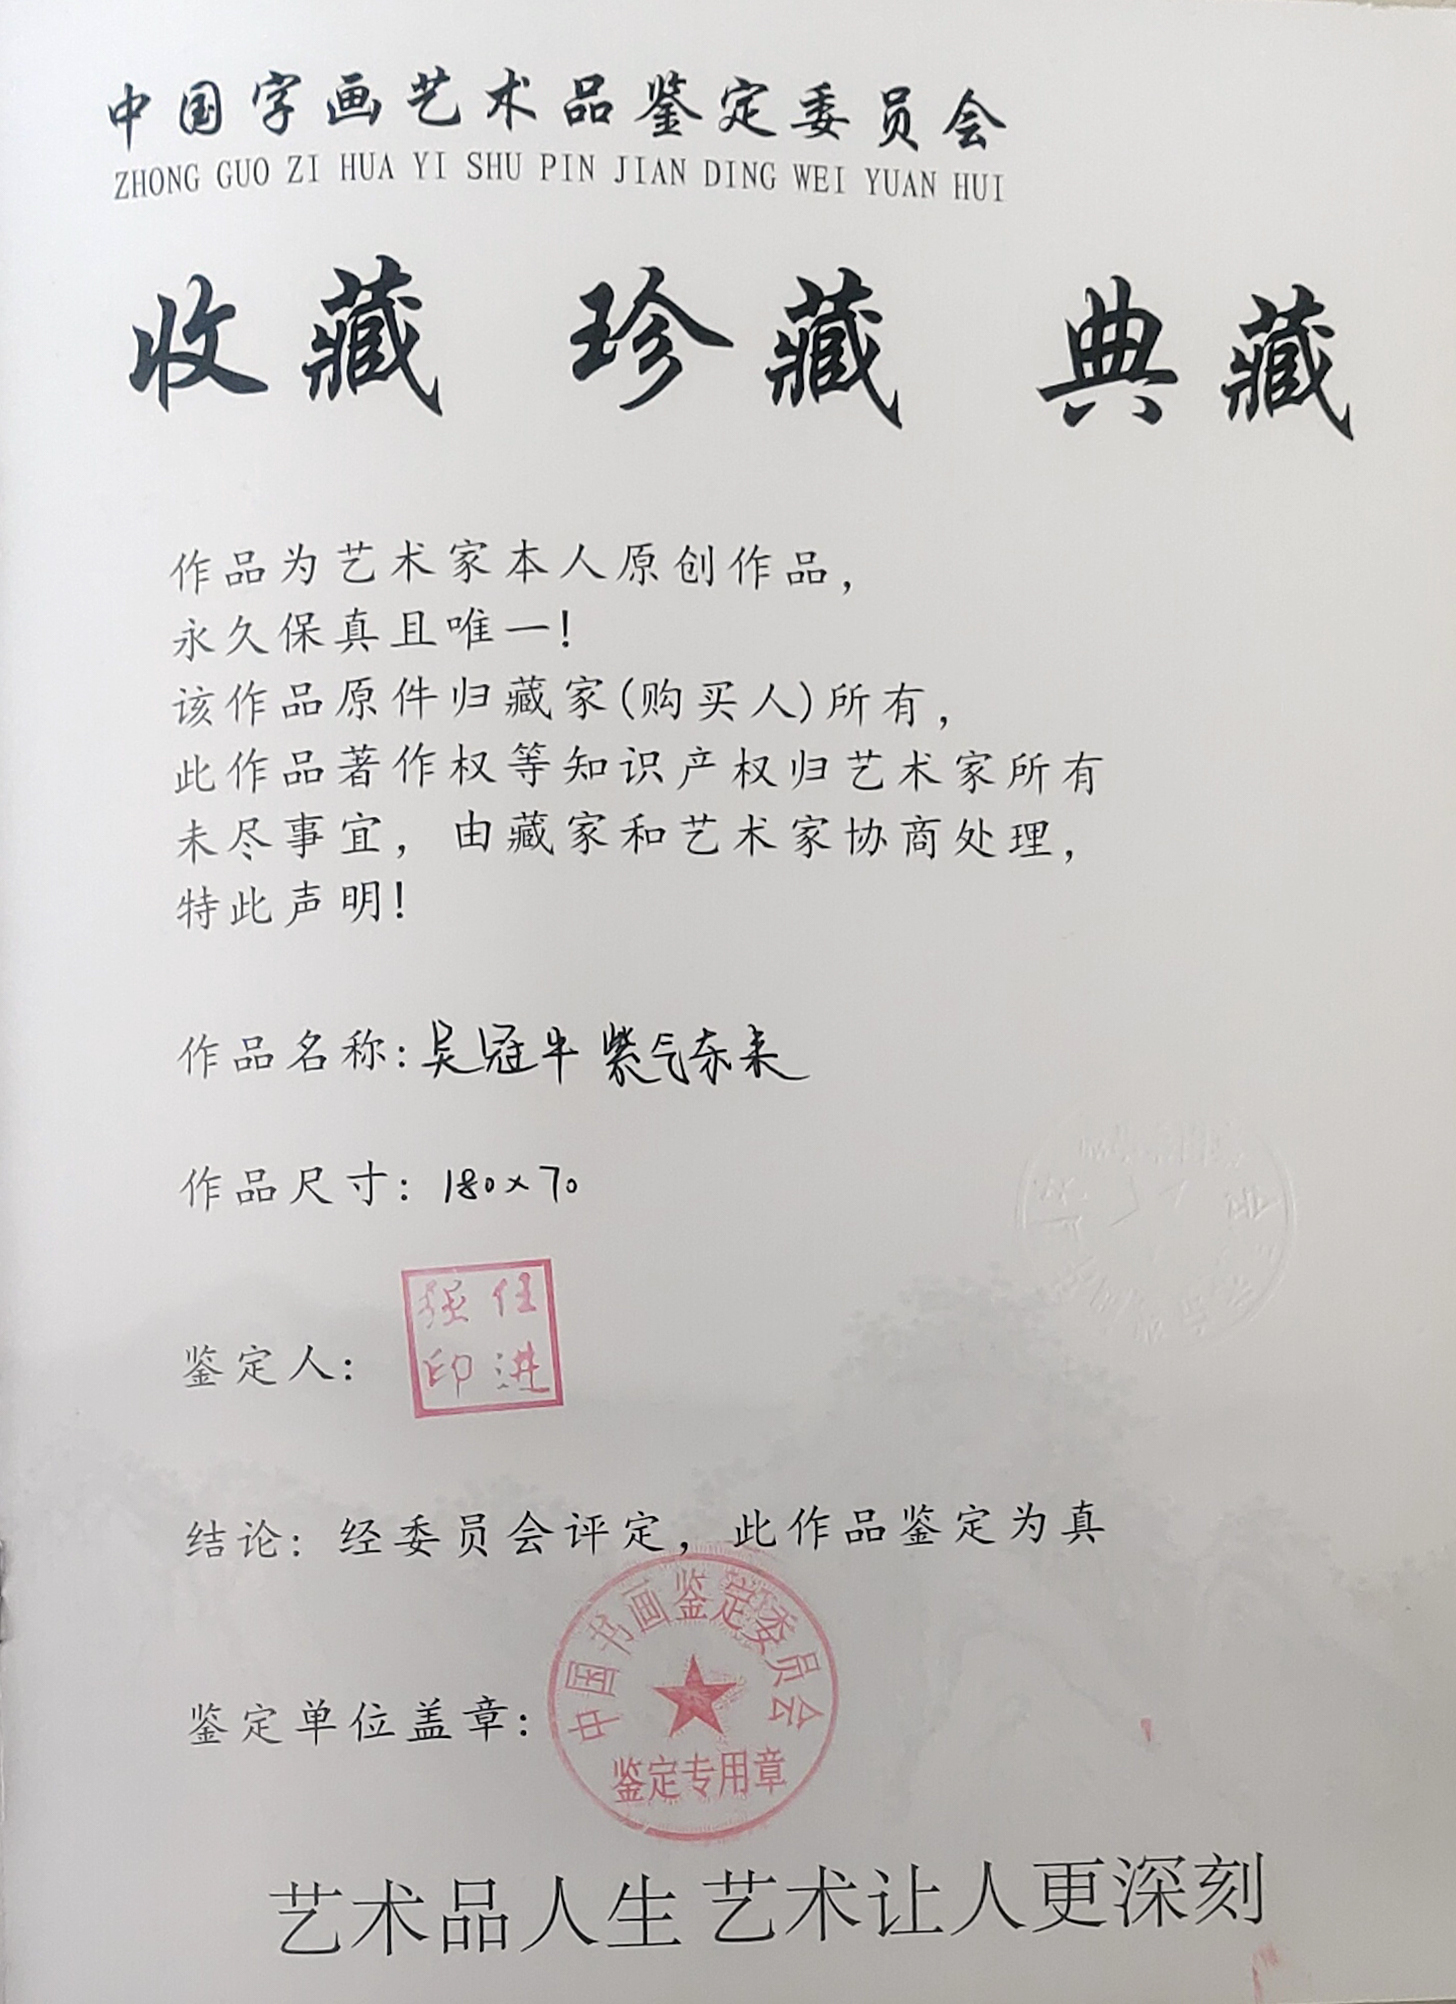 中国字画艺术品鉴定委员会
ZHONG GUO ZI HUA YI SHU PIN JIAN DING WEI YUAN HUI
收藏 珍藏 典藏
作品为艺术家本人原创作品，
永久保真且唯一！
该作品原件归藏家(购买人)所有，
此作品著作权等知识产权归艺术家所有
未尽事宜，由藏家和艺术家协商处理，
特此声明！
作品名称：吴冠牛 紫气东来
作品尺寸：180×70
鉴定人：
任进强印
结论：经委员会评定，此作品鉴定为真
鉴定单位盖章：
中国书画鉴定委员会
鉴定专用章
艺术品人生 艺术让人更深刻